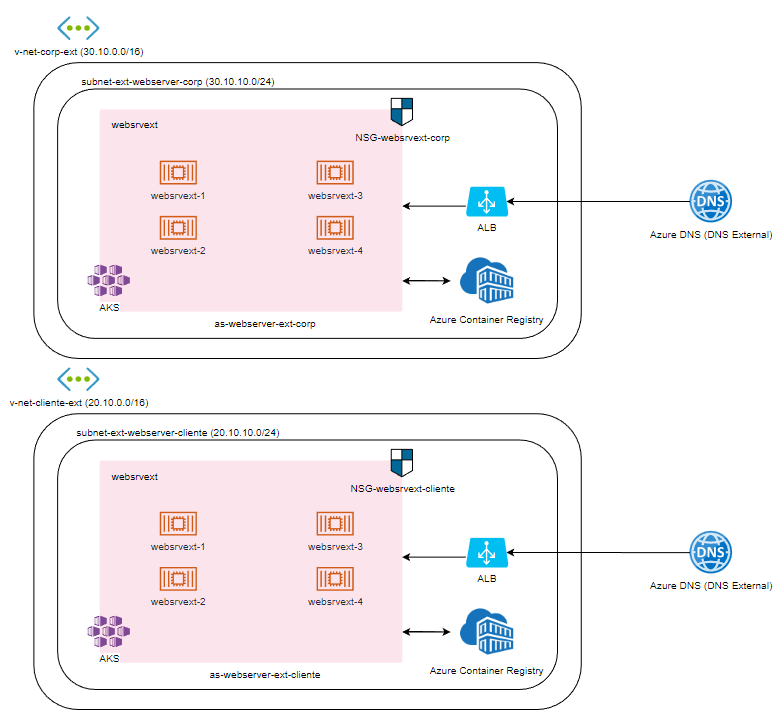 v-net-corp-ext (30.10.0.0/16)
subnet-ext-webserver-corp (30.10.10.0/24)
websrvext
NSG-websrvext-corp
websrvext-1
websrvext-3
websrvext-2
websrvext-4
ALB
DNS
Azure DNS (DNS External)
AKS
Azure Container Registry
as-webserver-ext-corp
v-net-cliente-ext (20.10.0.0/16)
subnet-ext-webserver-cliente (20.10.10.0/24)
websrvext
NSG-websrvext-cliente
websrvext-1
websrvext-3
websrvext-2
websrvext-4
ALB
DNS
Azure DNS (DNS External)
AKS
Azure Container Registry
as-webserver-ext-cliente